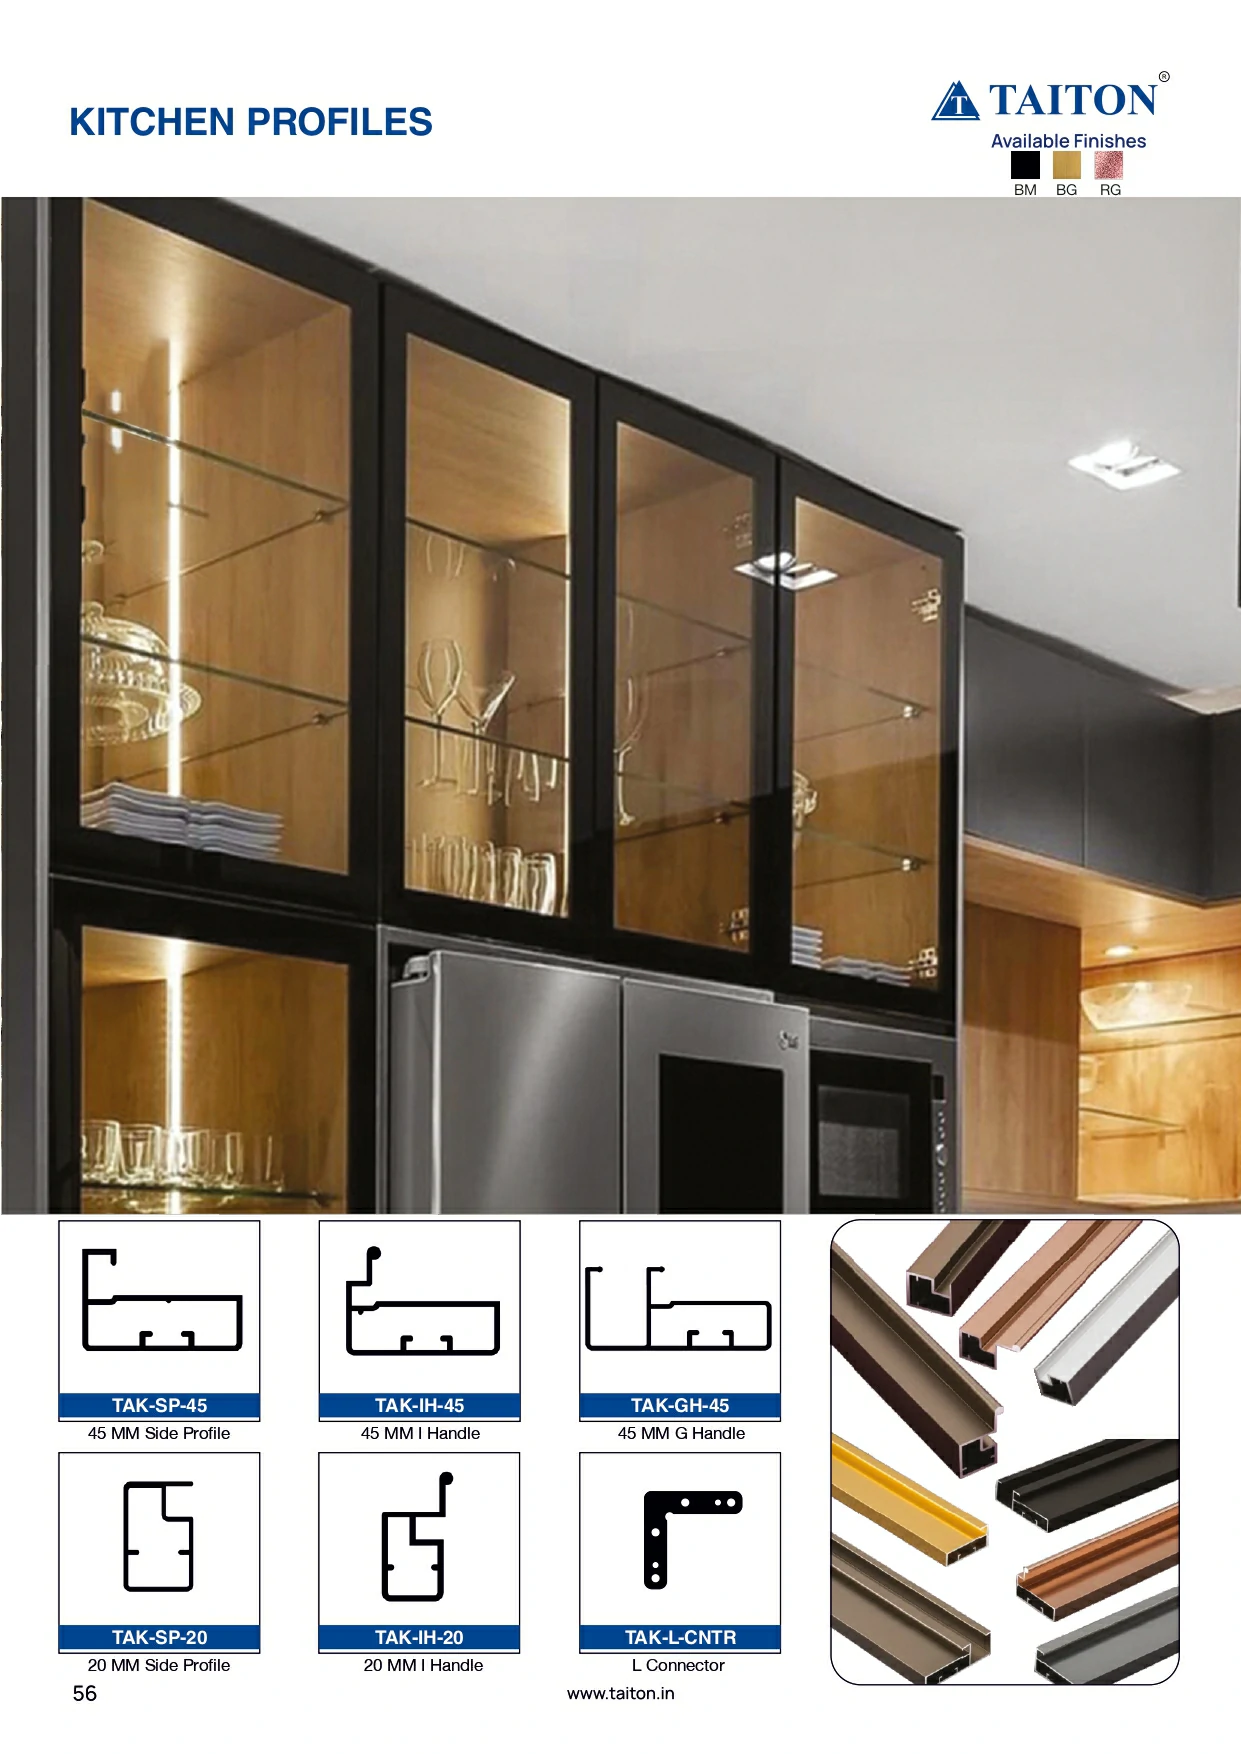 KITCHEN PROFILES
T TAITON ®
Available Finishes
BM BG RG
TAK-SP-45 TAK-IH-45 TAK-GH-45
45 MM Side Profile 45 MM I Handle 45 MM G Handle
TAK-SP-20 TAK-IH-20 TAK-L-CNTR
20 MM Side Profile 20 MM I Handle L Connector
56 www.taiton.in